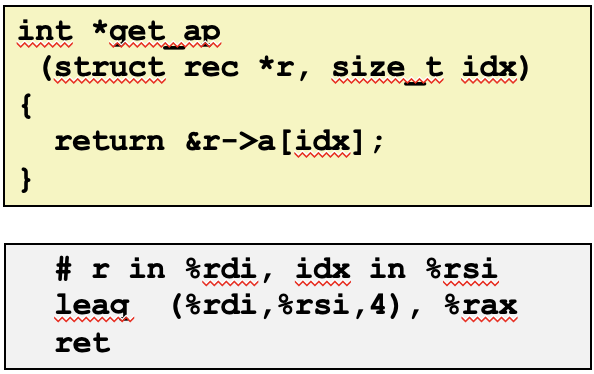 int *get_ap
(struct rec *r, size_t idx)
{
return &r->a[idx];
}
# r in %rdi, idx in %rsi
leaq (%rdi,%rsi,4), %rax
ret